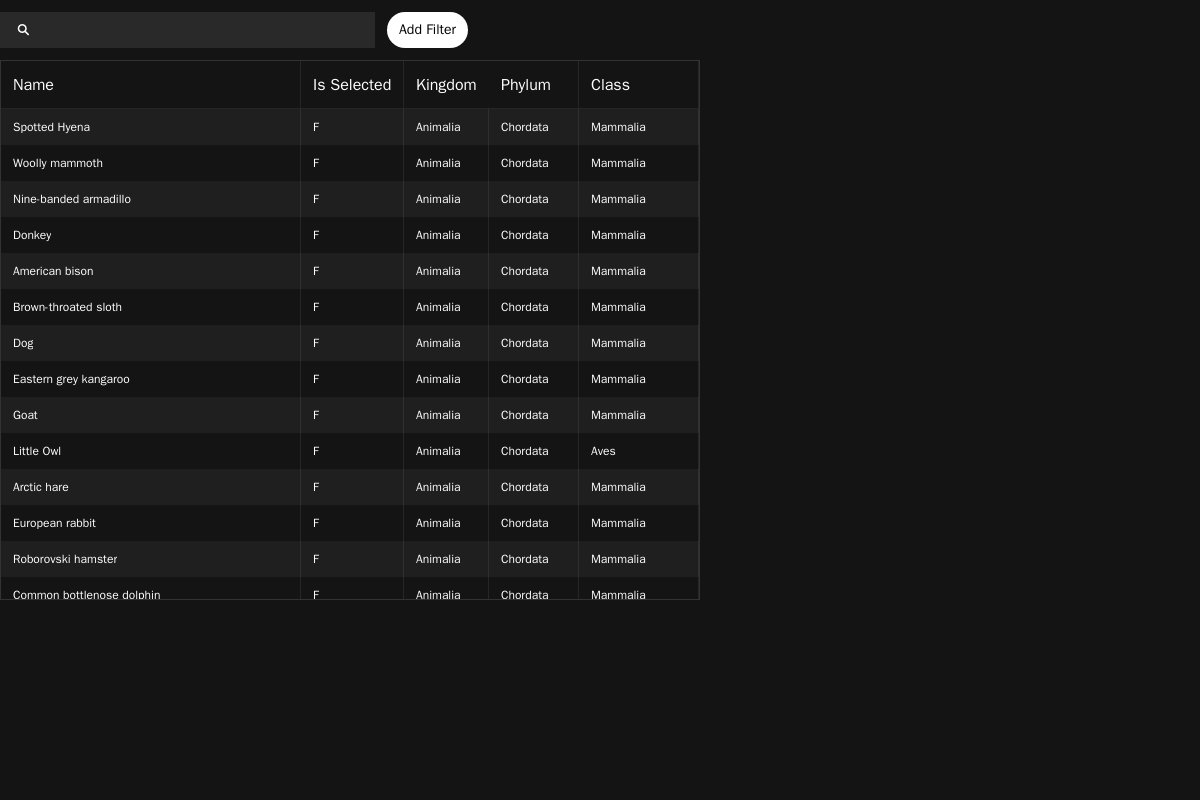 Add Filter
Name Is Selected Kingdom Phylum Class
Spotted Hyena F Animalia Chordata Mammalia
Woolly mammoth F Animalia Chordata Mammalia
Nine-banded armadillo F Animalia Chordata Mammalia
Donkey F Animalia Chordata Mammalia
American bison F Animalia Chordata Mammalia
Brown-throated sloth F Animalia Chordata Mammalia
Dog F Animalia Chordata Mammalia
Eastern grey kangaroo F Animalia Chordata Mammalia
Goat F Animalia Chordata Mammalia
Little Owl F Animalia Chordata Aves
Arctic hare F Animalia Chordata Mammalia
European rabbit F Animalia Chordata Mammalia
Roborovski hamster F Animalia Chordata Mammalia
Common bottlenose dolphin F Animalia Chordata Mammalia